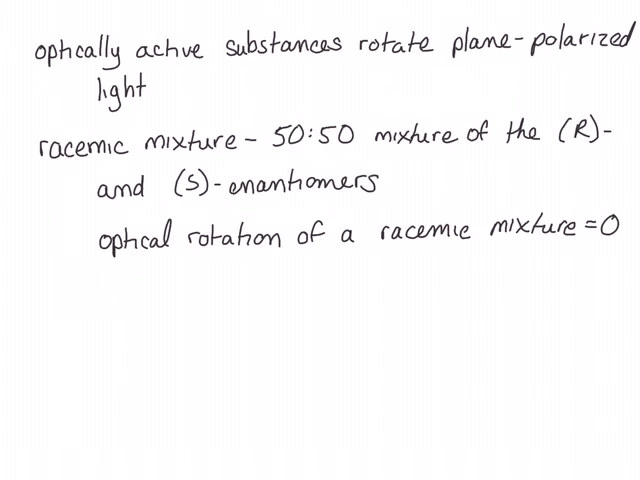 optically active substances rotate plane-polarized
light
racemic mixture - 50:50 mixture of the (R)-
and (S)-enantiomers
optical rotation of a racemic mixture = 0